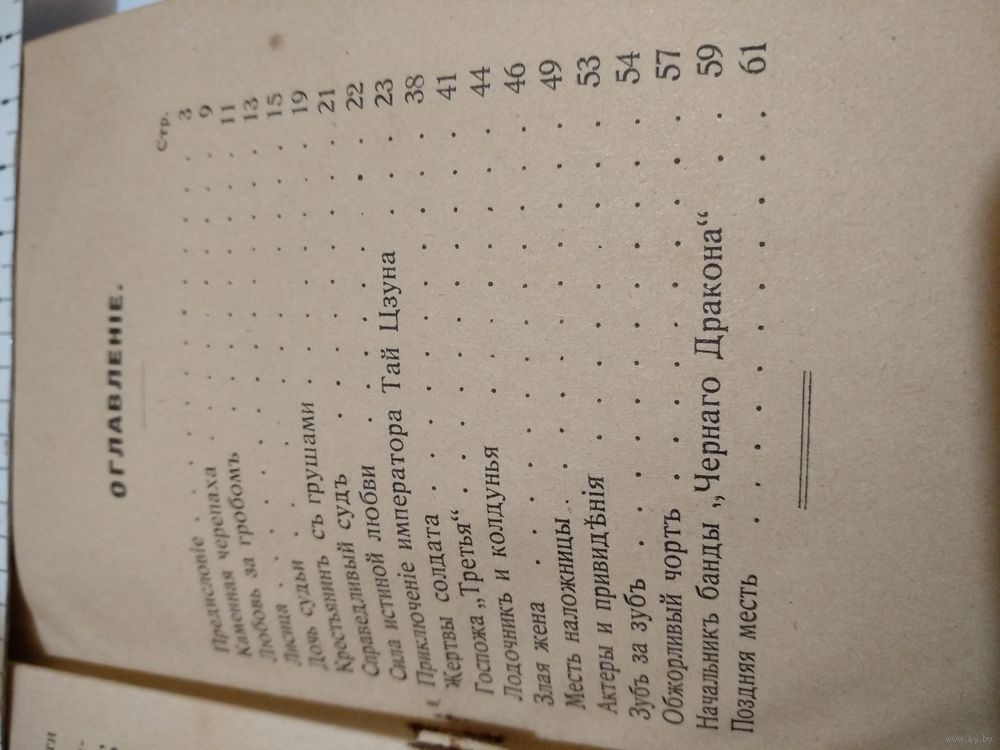 ОГЛАВЛЕНІЕ.
Стр.
Предисловіе . . . . . . . 3
Каменная черепаха . . . . . 9
Любовь за гробомъ . . . . . 11
Лисица . . . . . . . . 13
Дочь судьи . . . . . . . 15
Крестьянинъ съ грушами . . . . 19
Справедливый судъ . . . . . 21
Сила истиной любви . . . . . 22
Приключеніе императора Тай Цзуна . . 23
Жертвы солдата . . . . . . 38
Госпожа „Третья“ . . . . . . 41
Лодочникъ и колдунья . . . . . 44
Злая жена . . . . . . . . 46
Месть наложницы . . . . . . 49
Актеры и привидѣнія . . . . . 53
Зубъ за зубъ . . . . . . . 54
Обжорливый чортъ . . . . . . 57
Начальникъ банды „Чернаго Дракона“ . . 59
Поздняя месть . . . . . . . 61
www.ay.by